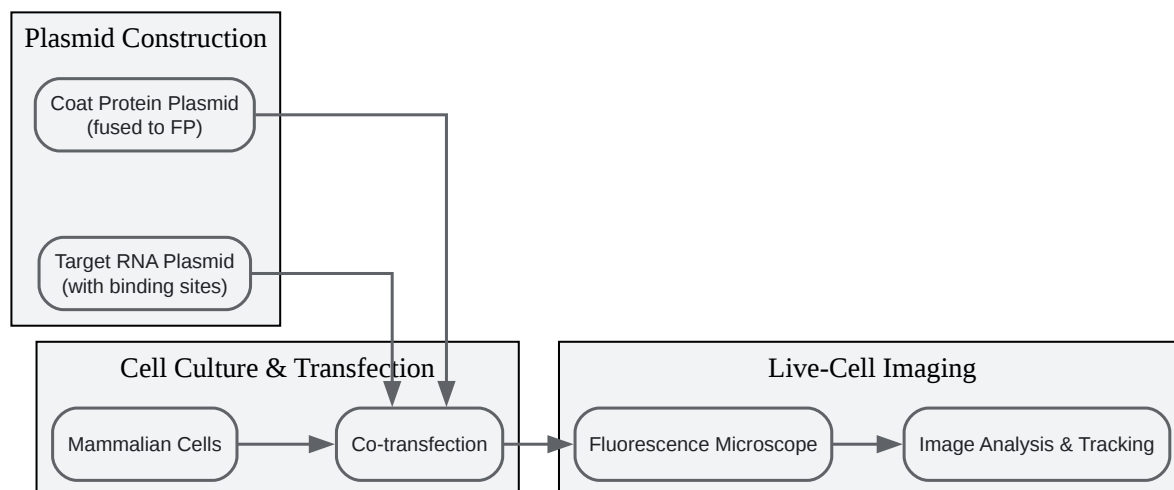 Plasmid Construction
Coat Protein Plasmid
(fused to FP)
Target RNA Plasmid
(with binding sites)
Cell Culture & Transfection
Mammalian Cells
Co-transfection
Live-Cell Imaging
Fluorescence Microscope
Image Analysis & Tracking